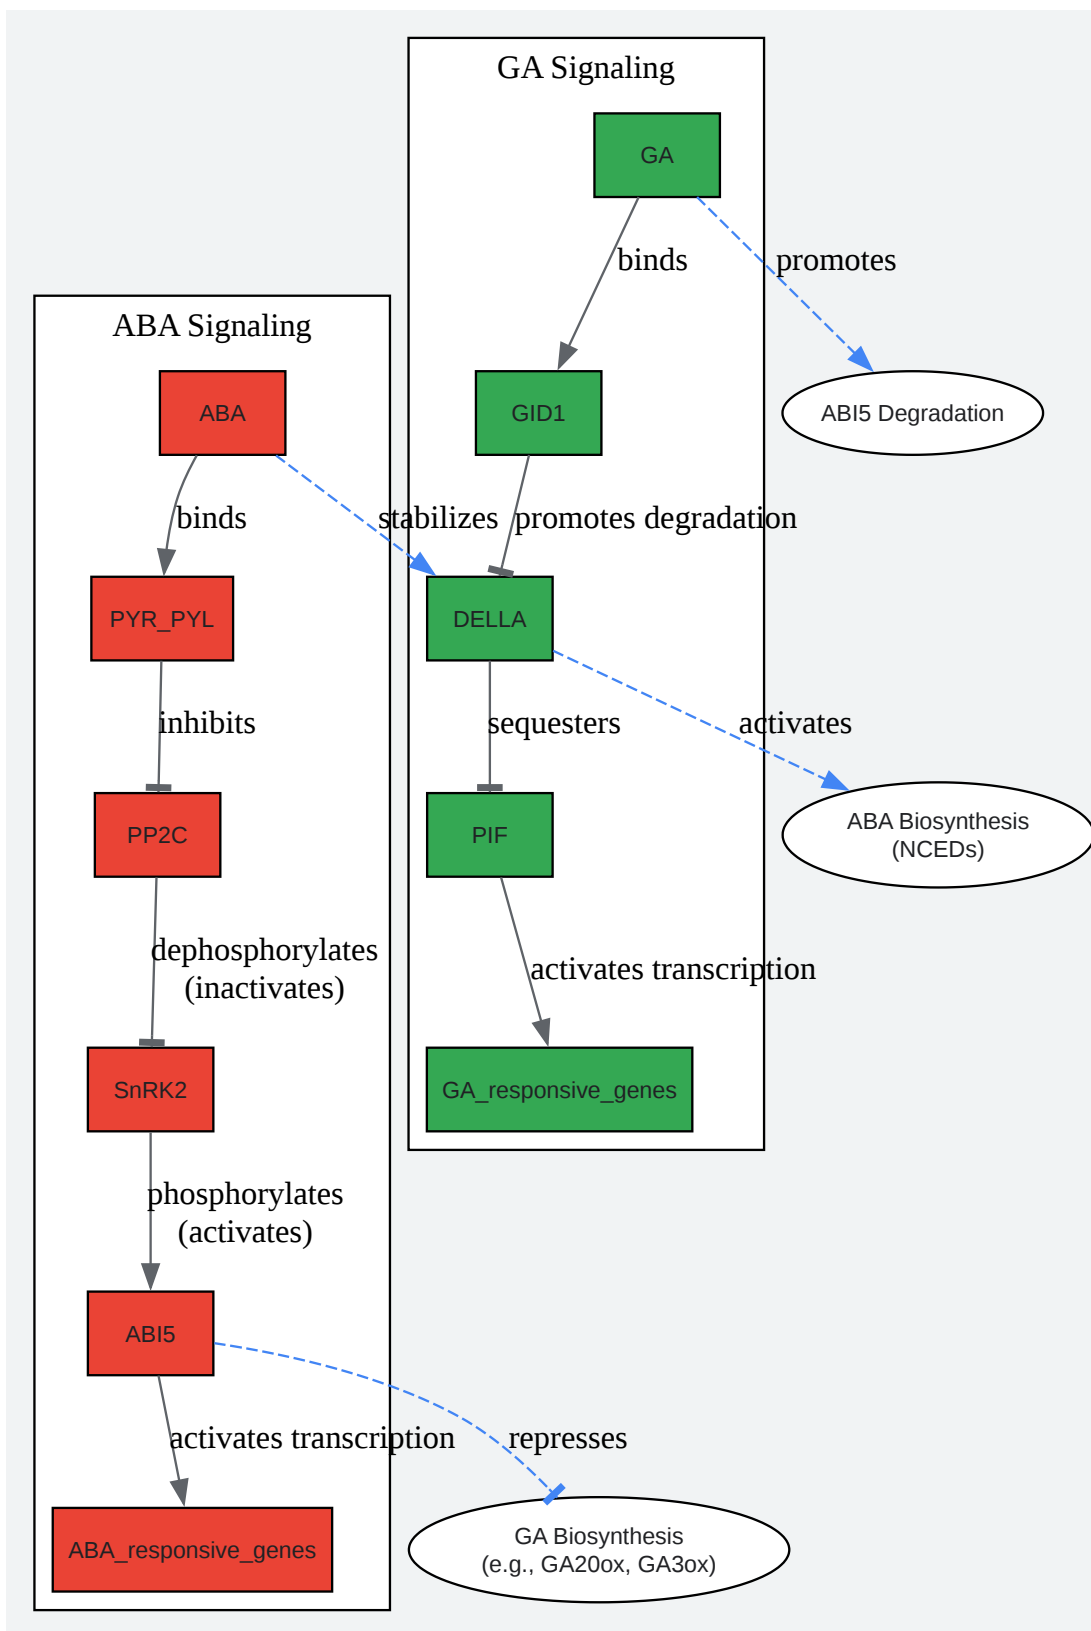 GA Signaling
GA
binds
promotes
ABA Signaling
ABA
GID1
ABI5 Degradation
binds
stabilizes
promotes degradation
PYR_PYL
DELLA
inhibits
sequesters
activates
PP2C
PIF
ABA Biosynthesis
(NCEDs)
dephosphorylates
(inactivates)
activates transcription
SnRK2
GA_responsive_genes
phosphorylates
(activates)
ABI5
activates transcription
represses
ABA_responsive_genes
GA Biosynthesis
(e.g., GA20ox, GA3ox)